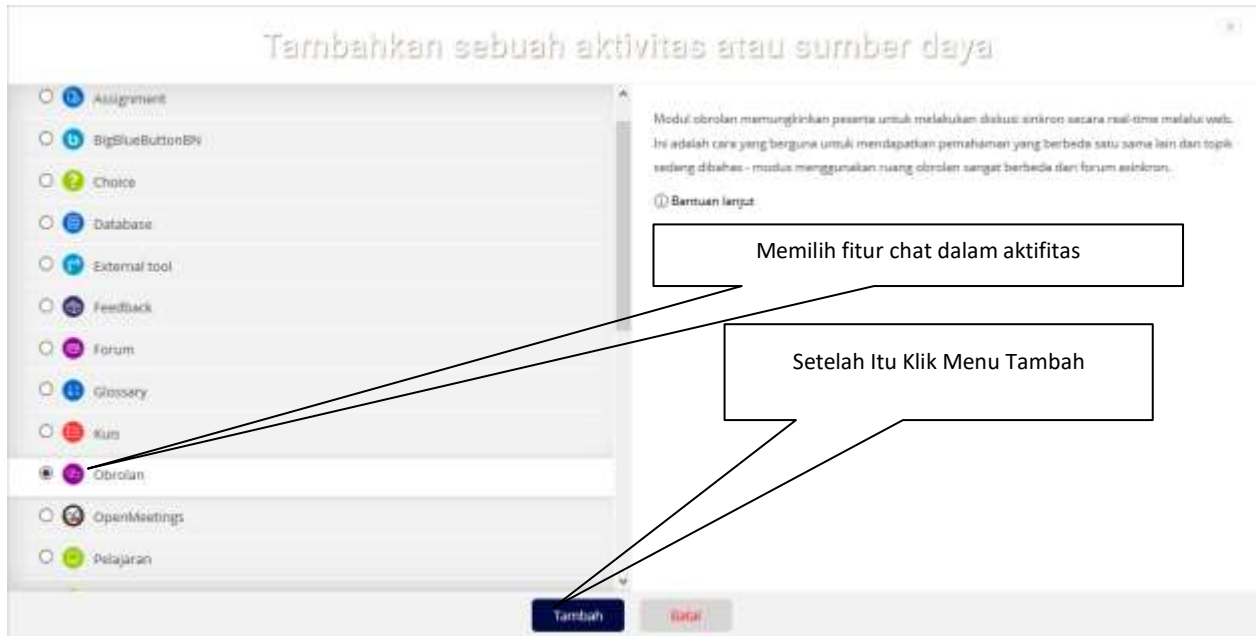 Tambahkan sebuah aktivitas atau sumber daya
Assignment
BigBlueButtonBN
Choice
Database
External tool
Feedback
Forum
Glossary
Kuis
Obrolan
OpenMeetings
Pelajaran
Modul obrolan memungkinkan peserta untuk melakukan diskusi sinkron secara real-time melalui web.
Ini adalah cara yang berguna untuk mendapatkan pemahaman yang berbeda satu sama lain dan topik
sedang dibahas - modus menggunakan ruang obrolan sangat berbeda dari forum asinkron.
Bantuan lanjut
Memilih fitur chat dalam aktifitas
Setelah Itu Klik Menu Tambah
Tambah
Batal